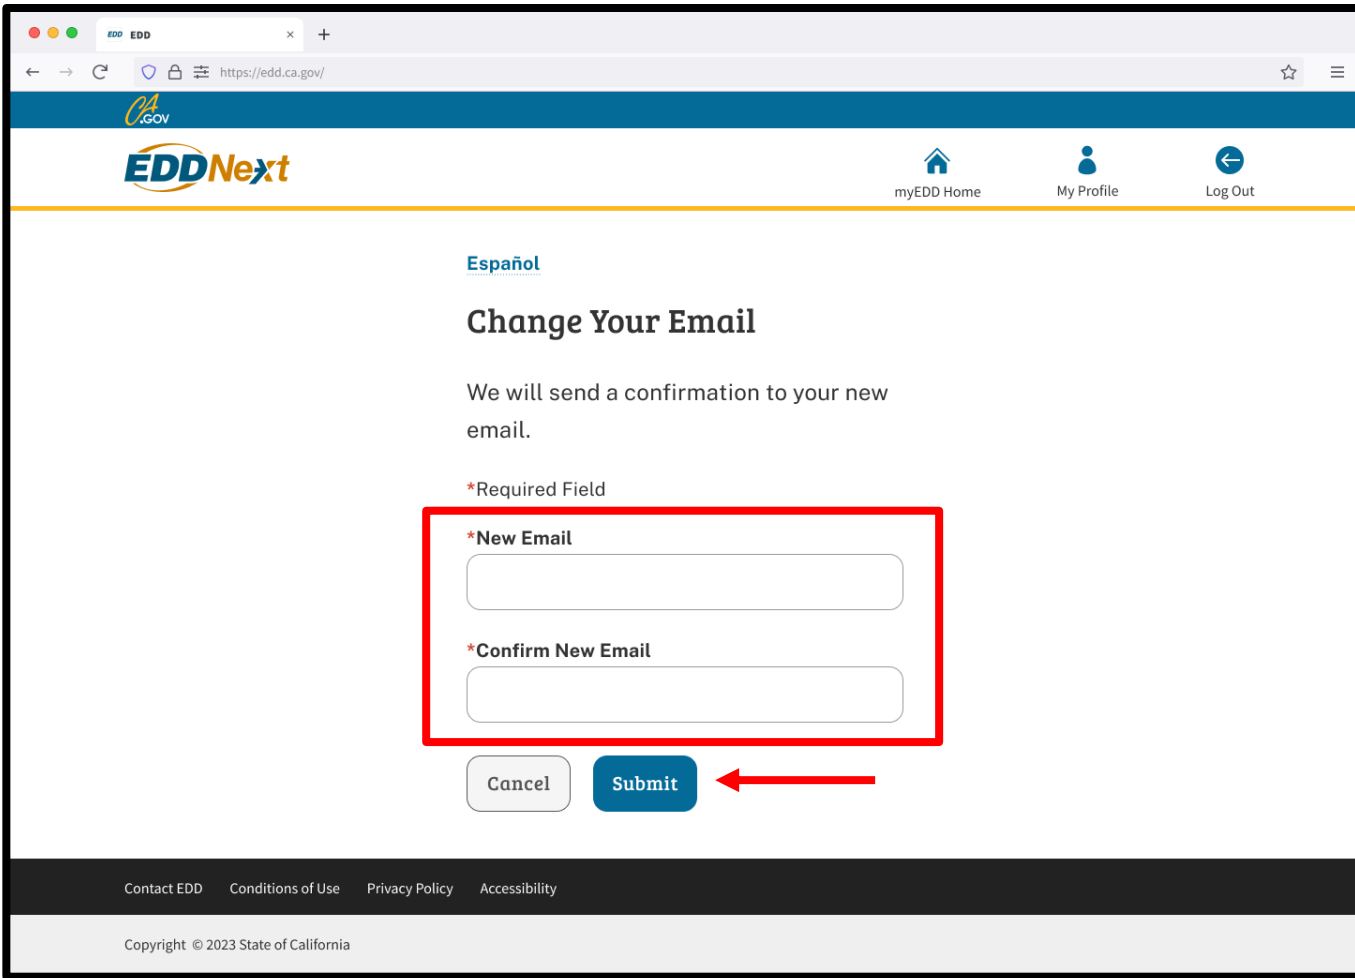 EDD EDD
https://edd.ca.gov/
CA
.GOV
EDDNext
myEDD Home
My Profile
Log Out
Español
Change Your Email
We will send a confirmation to your new
email.
*Required Field
*New Email
*Confirm New Email
Cancel
Submit
Contact EDD Conditions of Use Privacy Policy Accessibility
Copyright © 2023 State of California